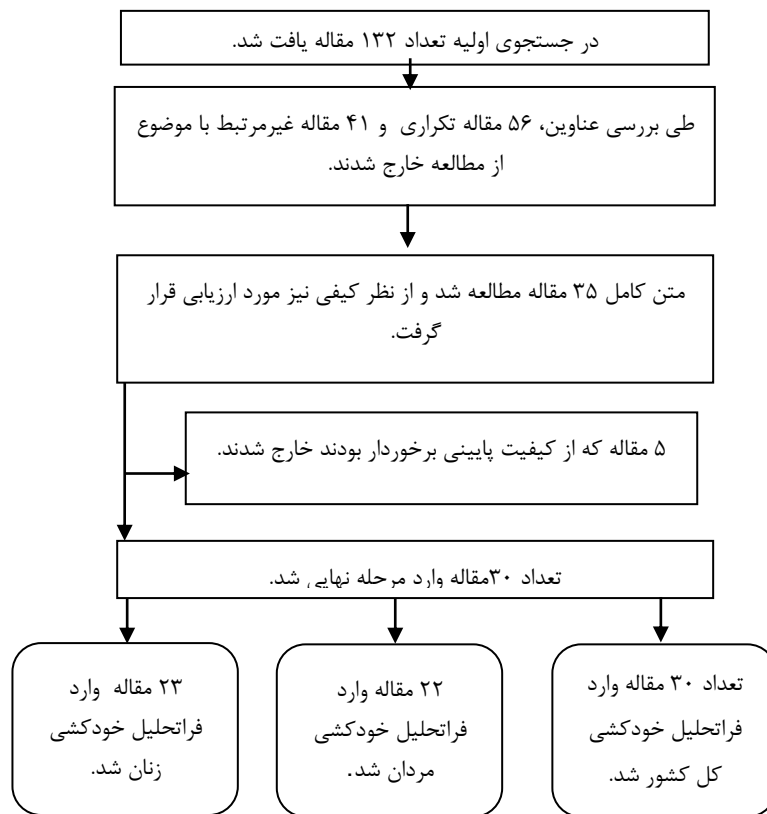 در جستجوی اولیه تعداد ۱۳۲ مقاله یافت شد.
طی بررسی عناوین، ۵۶ مقاله تکراری و ۴۱ مقاله غیرمرتبط با موضوع
از مطالعه خارج شدند.
متن کامل ۳۵ مقاله مطالعه شد و از نظر کیفی نیز مورد ارزیابی قرار
گرفت.
۵ مقاله که از کیفیت پایینی برخوردار بودند خارج شدند.
تعداد ۳۰مقاله وارد مرحله نهایی شد.
تعداد ۳۰ مقاله وارد
فراتحلیل خودکشی
کل کشور شد.
۲۲ مقاله وارد
فراتحلیل خودکشی
مردان شد.
۲۳ مقاله وارد
فراتحلیل خودکشی
زنان شد.